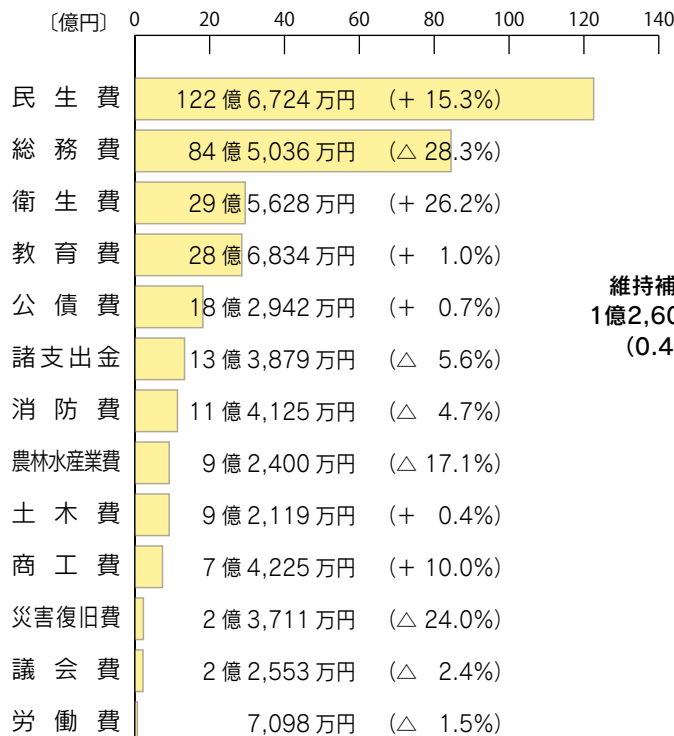 〔億円〕 0 20 40 60 80 100 120 140
民生費 122億6,724万円 (+15.3%)
総務費 84億5,036万円 (△28.3%)
衛生費 29億5,628万円 (+26.2%)
教育費 28億6,834万円 (+ 1.0%)
公債費 18億2,942万円 (+ 0.7%)
諸支出金 13億3,879万円 (△ 5.6%)
消防費 11億4,125万円 (△ 4.7%)
農林水産業費 9億2,400万円 (△17.1%)
土木費 9億2,119万円 (+ 0.4%)
商工費 7億4,225万円 (+10.0%)
災害復旧費 2億3,711万円 (△24.0%)
議会費 2億2,553万円 (△ 2.4%)
労働費 7,098万円 (△ 1.5%)
維持補
1億2,60
(0.4